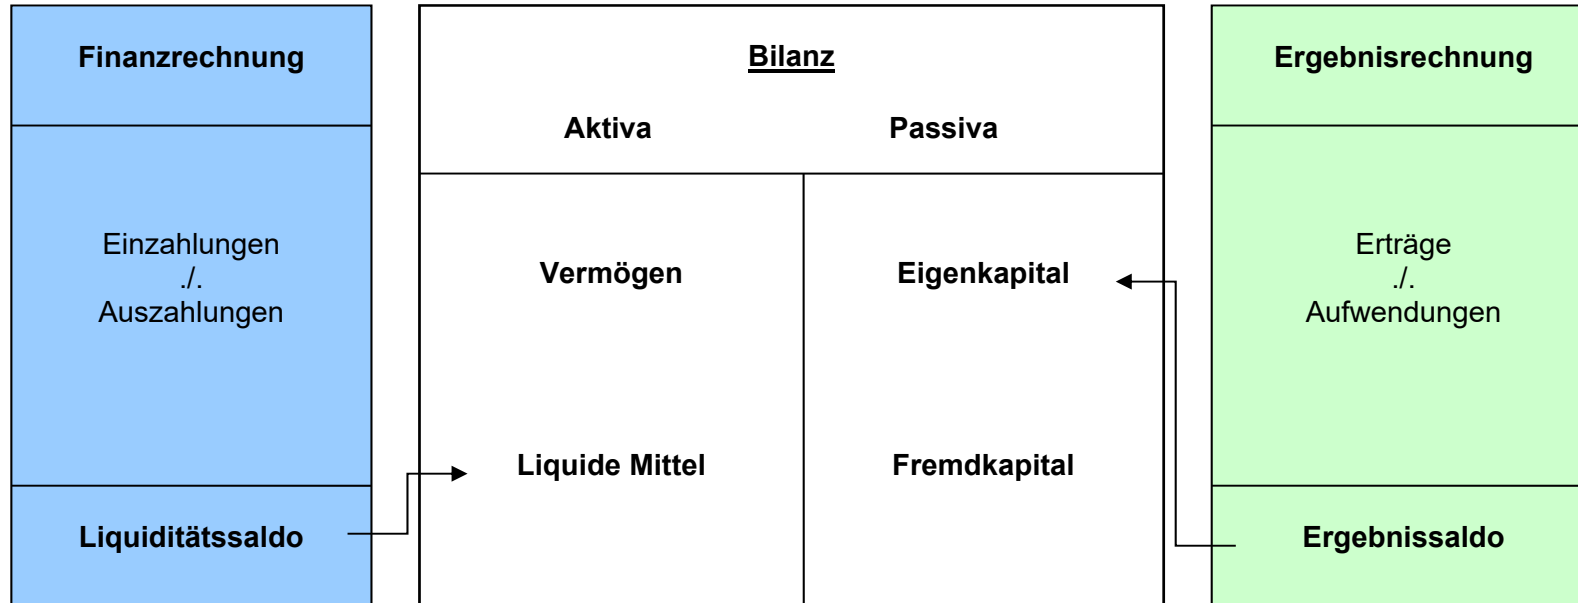 Finanzrechnung
Einzahlungen
./.
Auszahlungen
Liquiditätssaldo
Bilanz
Aktiva Passiva
Vermögen Eigenkapital
Liquide Mittel Fremdkapital
Ergebnisrechnung
Erträge
./.
Aufwendungen
Ergebnissaldo